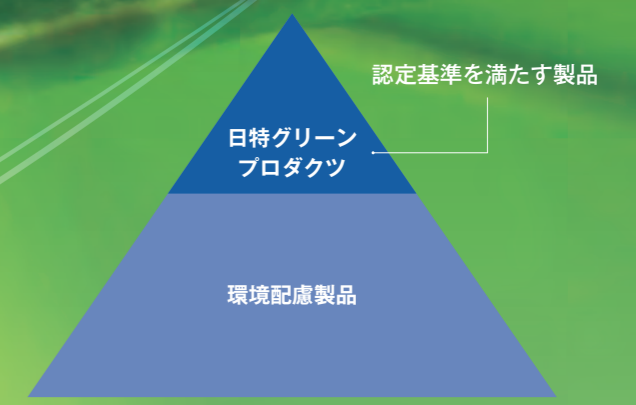 認定基準を満たす製品
日特グリーン
プロダクツ
環境配慮製品